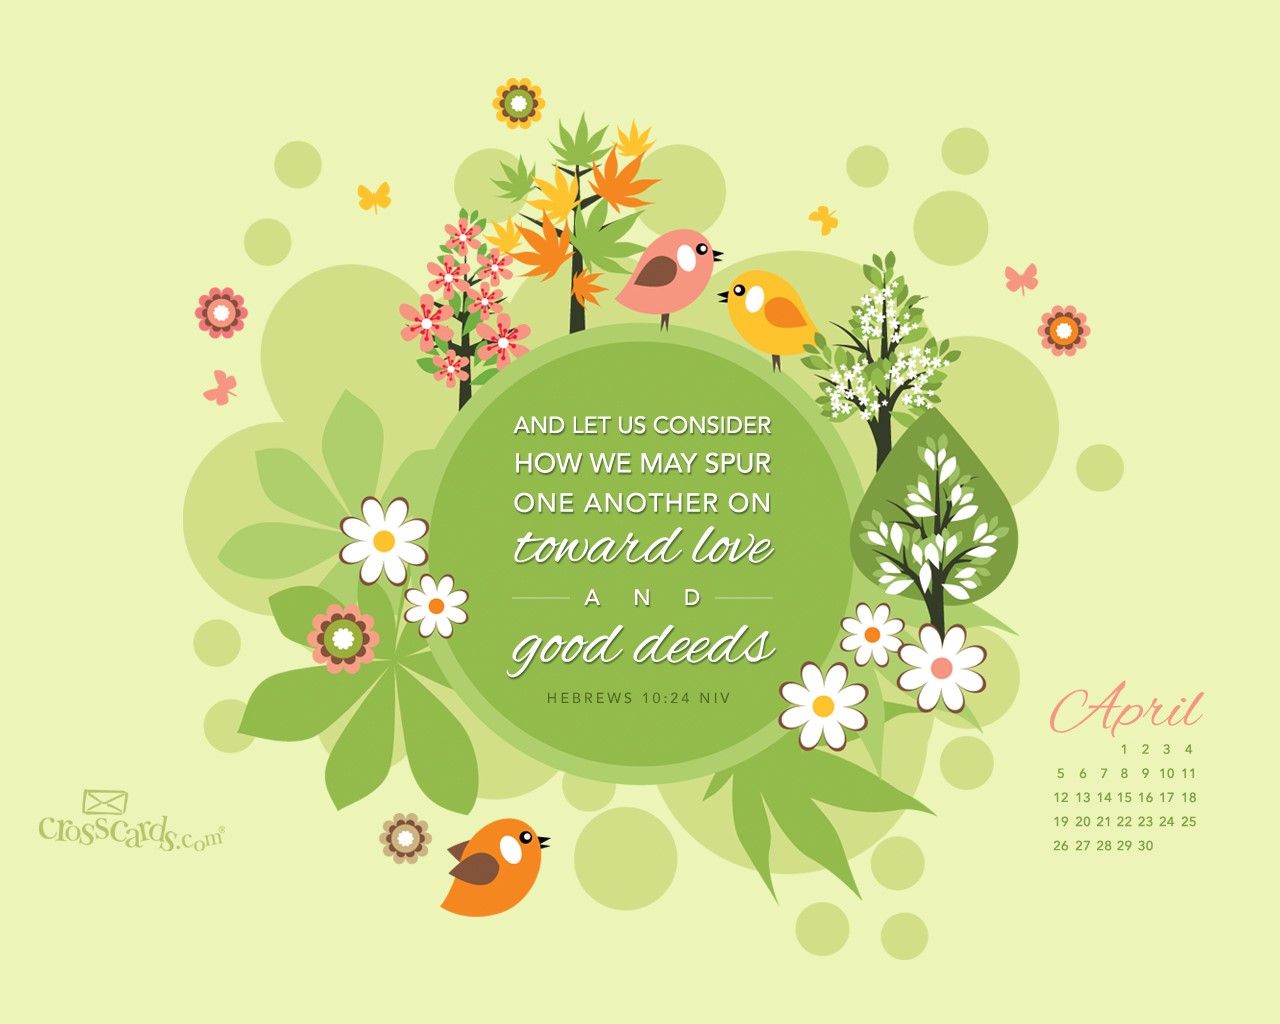 AND LET US CONSIDER
HOW WE MAY SPUR
ONE ANOTHER ON
toward love
AND
good deeds
HEBREWS 10:24 NIV
April
1 2 3 4
5 6 7 8 9 10 11
12 13 14 15 16 17 18
19 20 21 22 23 24 25
26 27 28 29 30
crosscards.com®